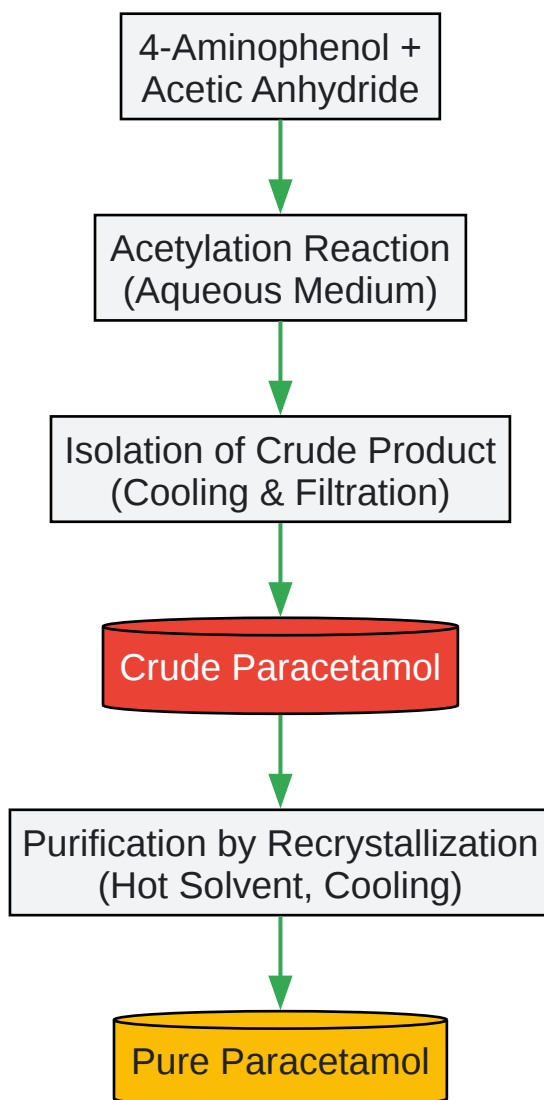 4-Aminophenol +
Acetic Anhydride
Acetylation Reaction
(Aqueous Medium)
Isolation of Crude Product
(Cooling & Filtration)
Crude Paracetamol
Purification by Recrystallization
(Hot Solvent, Cooling)
Pure Paracetamol